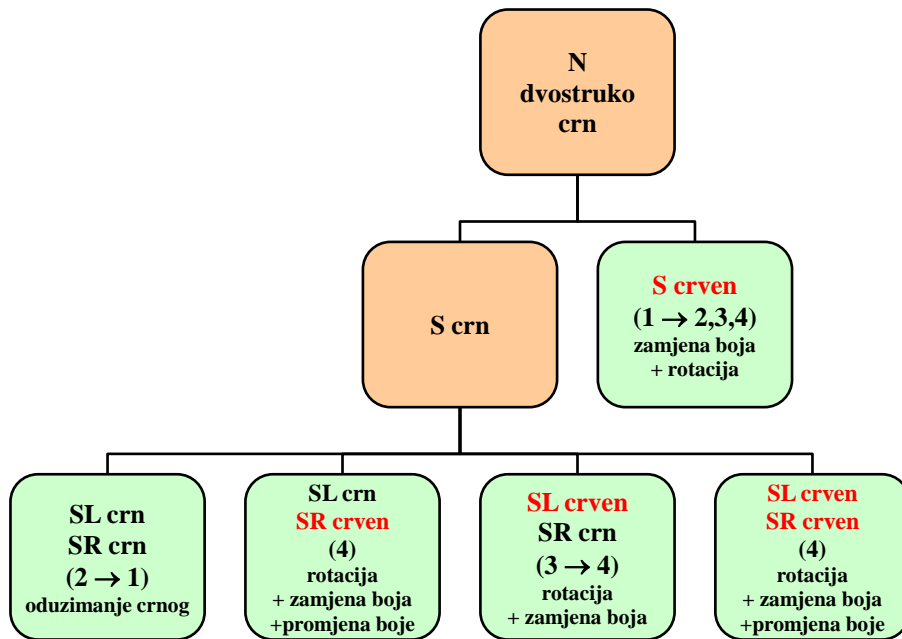 N
dvostruko
crn
S crn
S crven
(1 → 2,3,4)
zamjena boja
+ rotacija
SL crn
SR crn
(2 → 1)
oduzimanje crnog
SL crn
SR crven
(4)
rotacija
+ zamjena boja
+promjena boje
SL crven
SR crn
(3 → 4)
rotacija
+ zamjena boja
SL crven
SR crven
(4)
rotacija
+ zamjena boja
+promjena boje